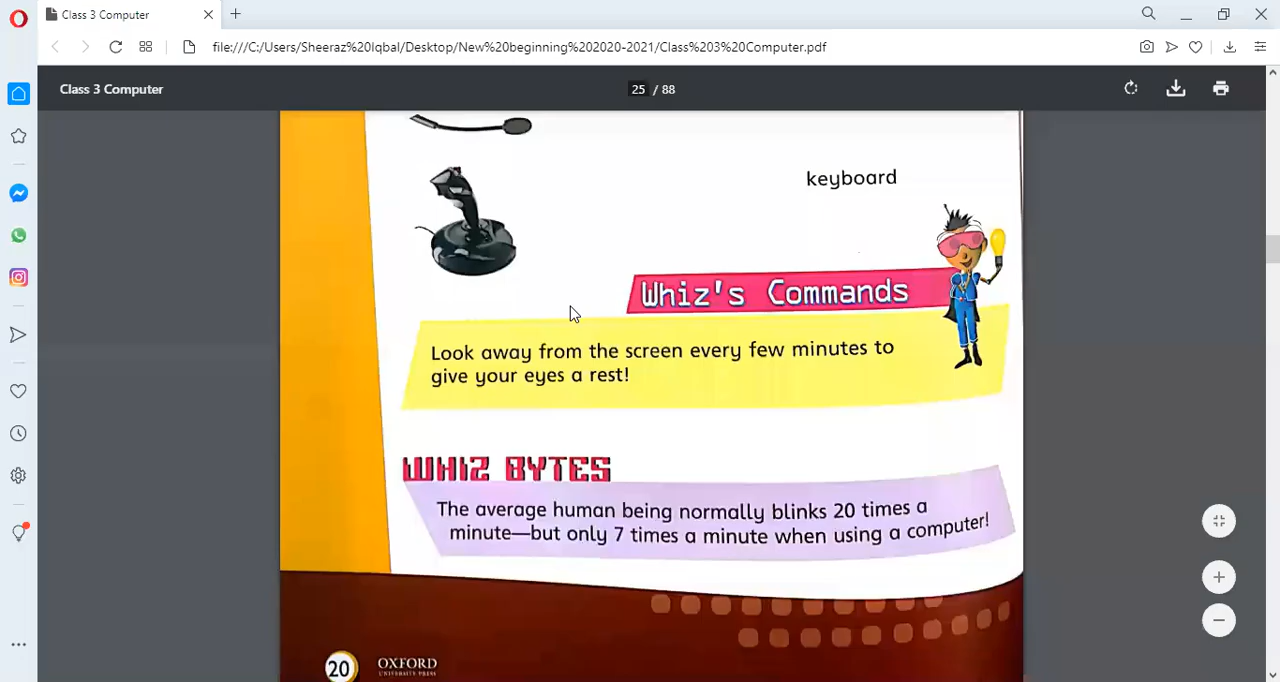 Class 3 Computer
file:///C:/Users/Sheeraz%20Iqbal/Desktop/New%20beginning%202020-2021/Class%203%20Computer.pdf
Class 3 Computer
25 / 88
keyboard
Whiz's Commands
Look away from the screen every few minutes to
give your eyes a rest!
WHIZ BYTES
The average human being normally blinks 20 times a
minute—but only 7 times a minute when using a computer!
20
OXFORD
UNIVERSITY PRESS